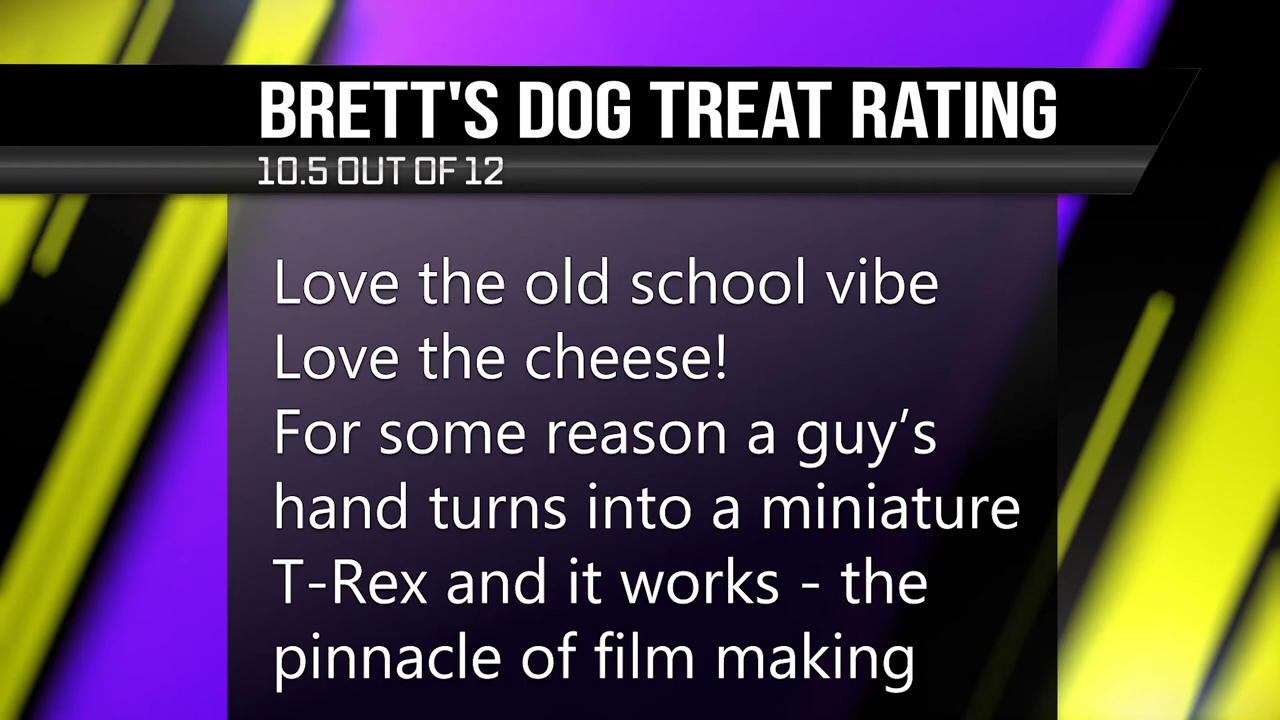 BRETT'S DOG TREAT RATING
10.5 OUT OF 12
Love the old school vibe
Love the cheese!
For some reason a guy’s
hand turns into a miniature
T-Rex and it works - the
pinnacle of film making